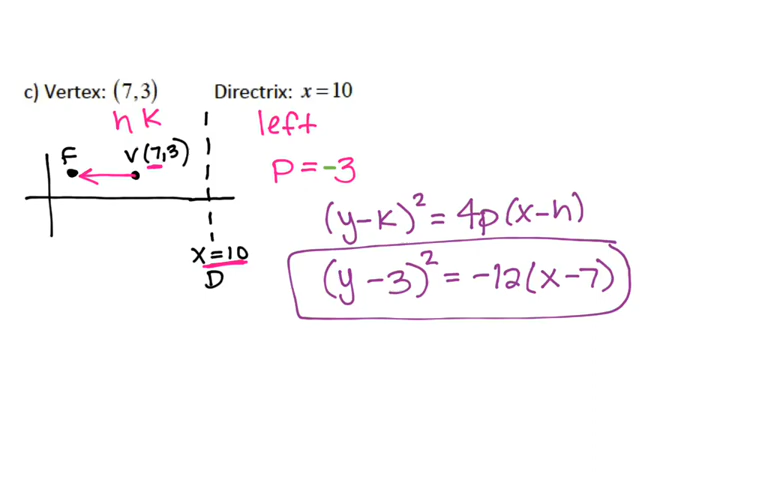 c) Vertex: (7,3) Directrix: x=10
h k left
F V(7,3)
P=-3
(y-k)²=4p(x-h)
x=10
(y-3)²=-12(x-7)
D